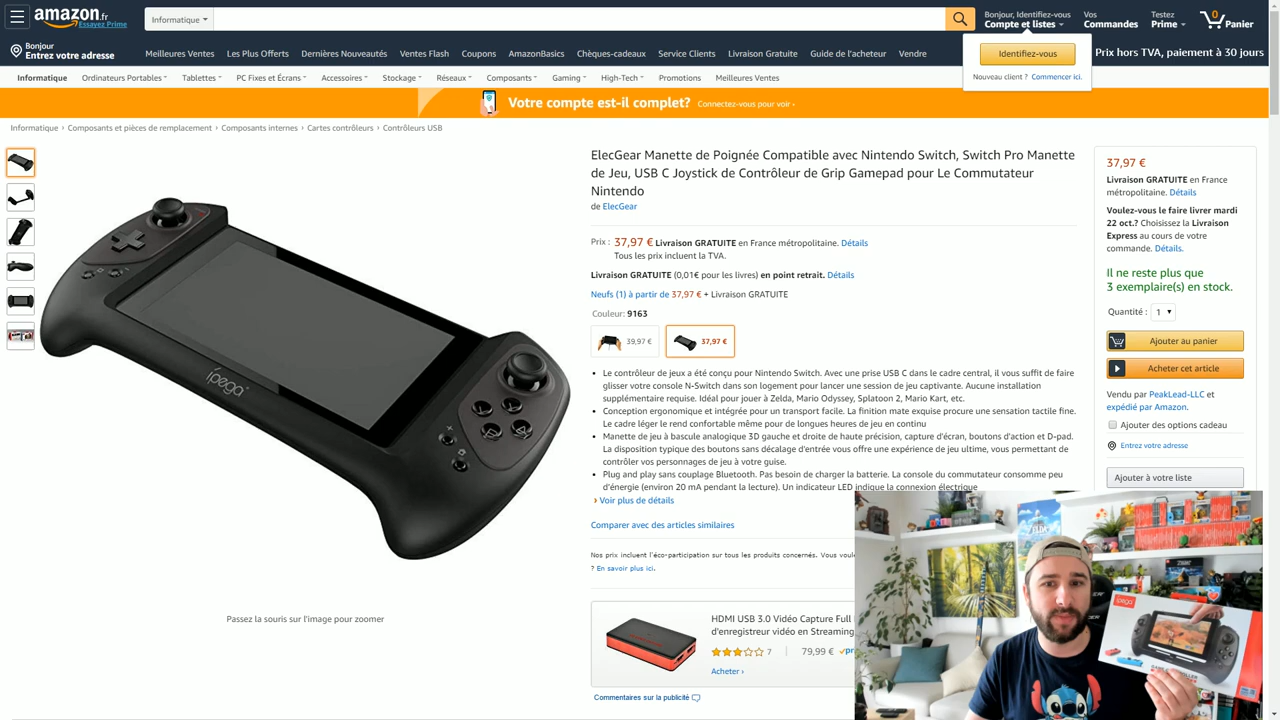 amazon.fr
Essayez Prime
Informatique
Bonjour, Identifiez-vous
Compte et listes
Vos
Commandes
Testez
Prime
0
Panier
Bonjour
Entrez votre adresse
Meilleures Ventes Les Plus Offerts Dernières Nouveautés Ventes Flash Coupons AmazonBasics Chèques-cadeaux Service Clients Livraison Gratuite Guide de l'acheteur Vendre
Identifiez-vous
Nouveau client ? Commencer ici.
Prix hors TVA, paiement à 30 jours
Informatique Ordinateurs Portables Tablettes PC Fixes et Écrans Accessoires Stockage Réseaux Composants Gaming High-Tech Promotions Meilleures Ventes
Votre compte est-il complet? Connectez-vous pour voir ›
Informatique › Composants et pièces de remplacement › Composants internes › Cartes contrôleurs › Contrôleurs USB
ElecGear Manette de Poignée Compatible avec Nintendo Switch, Switch Pro Manette
de Jeu, USB C Joystick de Contrôleur de Grip Gamepad pour Le Commutateur
Nintendo
de ElecGear
Prix : 37,97 € Livraison GRATUITE en France métropolitaine. Détails
Tous les prix incluent la TVA.
Livraison GRATUITE (0,01€ pour les livres) en point retrait. Détails
Neufs (1) à partir de 37,97 € + Livraison GRATUITE
Couleur: 9163
39,97 €
37,97 €
• Le contrôleur de jeux a été conçu pour Nintendo Switch. Avec une prise USB C dans le cadre central, il vous suffit de faire
glisser votre console N-Switch dans son logement pour lancer une session de jeu captivante. Aucune installation
supplémentaire requise. Idéal pour jouer à Zelda, Mario Odyssey, Splatoon 2, Mario Kart, etc.
• Conception ergonomique et intégrée pour un transport facile. La finition mate exquise procure une sensation tactile fine.
Le cadre léger le rend confortable même pour de longues heures de jeu en continu
• Manette de jeu à bascule analogique 3D gauche et droite de haute précision, capture d'écran, boutons d'action et D-pad.
La disposition typique des boutons sans décalage d'entrée vous offre une expérience de jeu ultime, vous permettant de
contrôler vos personnages de jeu à votre guise.
• Plug and play sans couplage Bluetooth. Pas besoin de charger la batterie. La console du commutateur consomme peu
d'énergie (environ 20 mA pendant la lecture). Un indicateur LED indique la connexion électrique
› Voir plus de détails
Comparer avec des articles similaires
Nos prix incluent l'éco-participation sur tous les produits concernés. Vous
? En savoir plus ici.
HDMI USB 3.0 Vidéo Capture Full
d'enregistreur vidéo en Streaming
7
79,99 €
Acheter ›
Commentaires sur la publicité
ípega
Passez la souris sur l'image pour zoomer
37,97 €
Livraison GRATUITE en France
métropolitaine. Détails
Voulez-vous le faire livrer mardi
22 oct.? Choisissez la Livraison
Express au cours de votre
commande. Détails.
Il ne reste plus que
3 exemplaire(s) en stock.
Quantité : 1
Ajouter au panier
Acheter cet article
Vendu par PeakLead-LLC et
expédié par Amazon.
Ajouter des options cadeau
Entrez votre adresse
Ajouter à votre liste
ípega